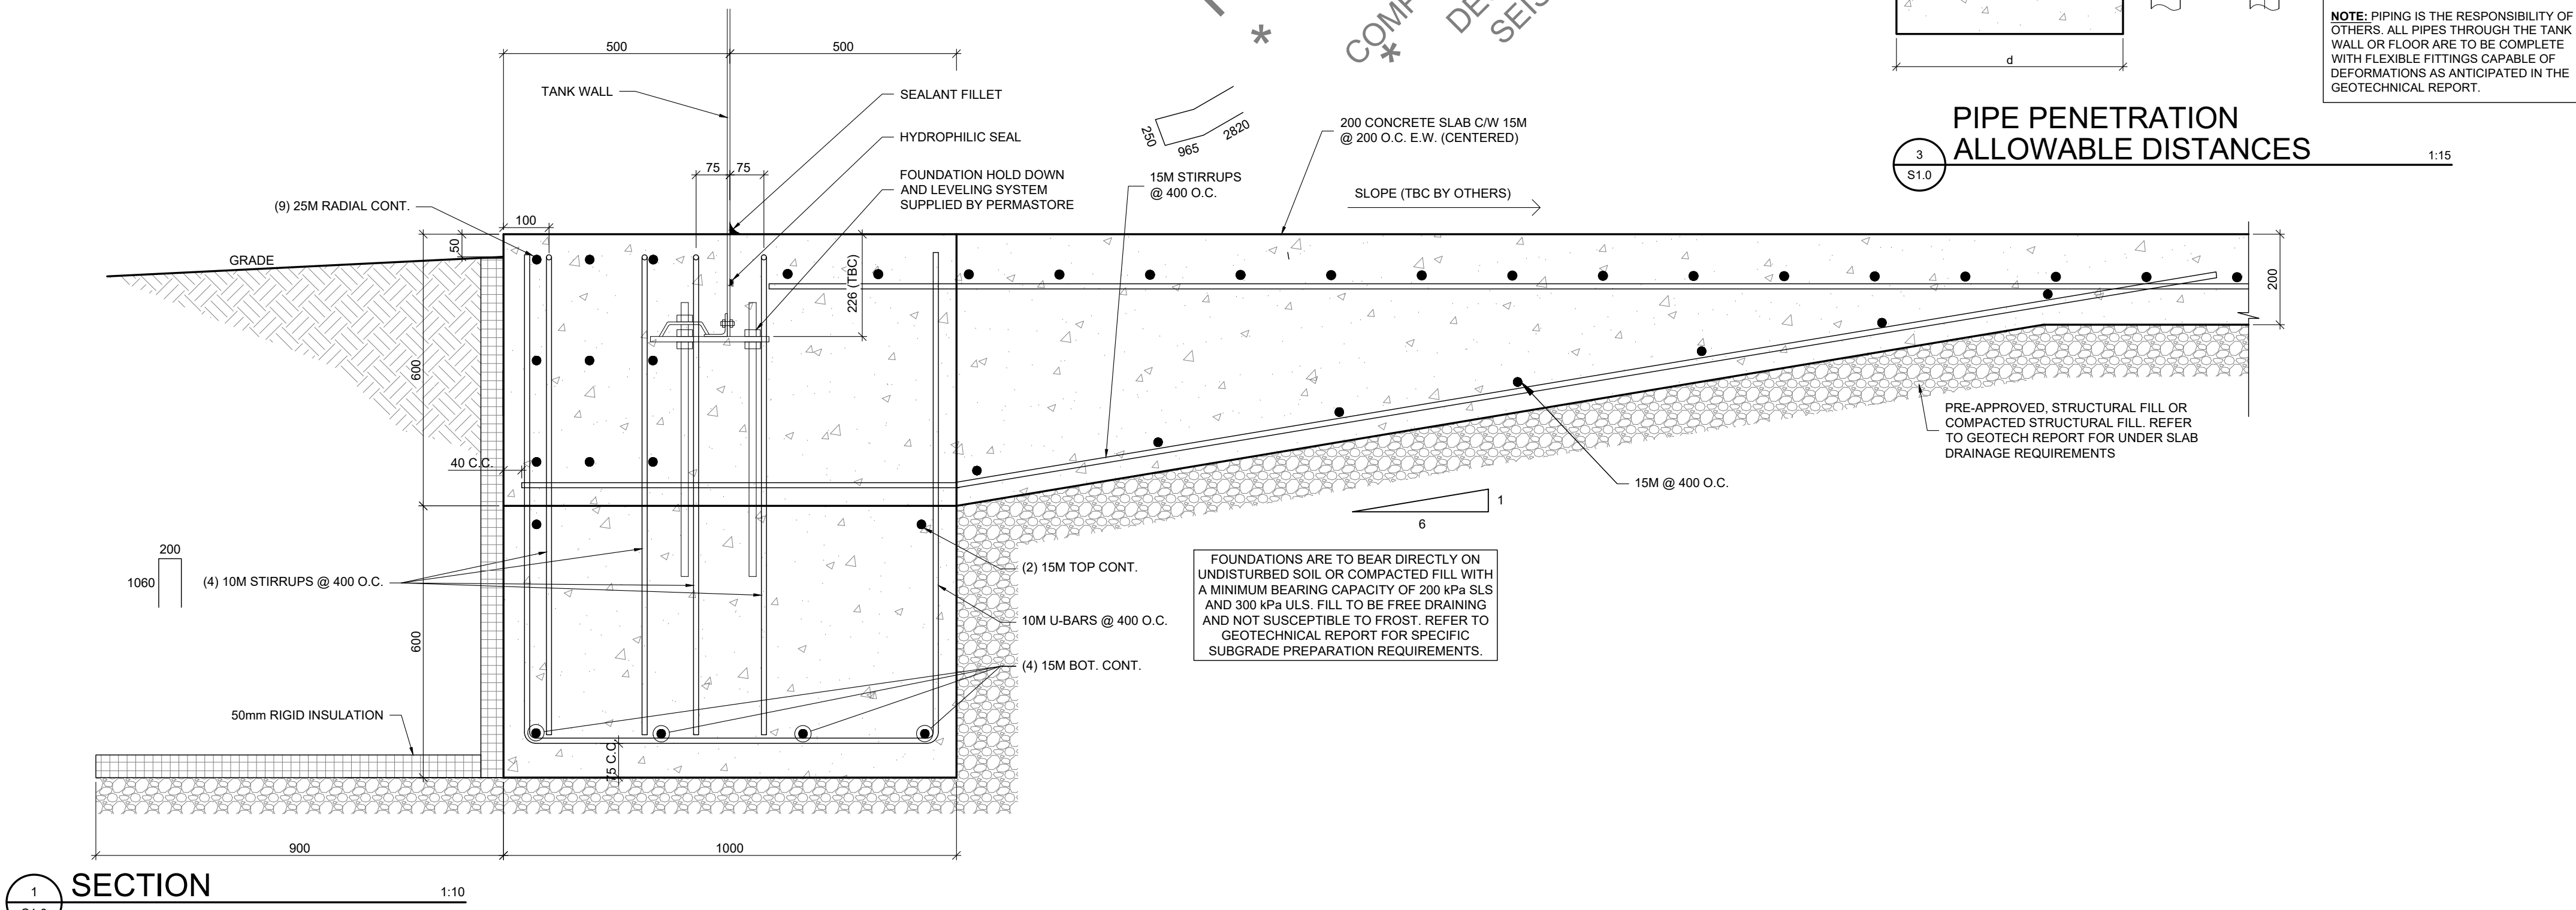 500
500
TANK WALL
SEALANT FILLET
HYDROPHILIC SEAL
FOUNDATION HOLD DOWN
AND LEVELING SYSTEM
SUPPLIED BY PERMASTORE
75
75
(9) 25M RADIAL CONT.
100
50
GRADE
600
600
226 (TBC)
40 C.C.
200
1060
(4) 10M STIRRUPS @ 400 O.C.
50mm RIGID INSULATION
75 C.C.
900
1000
1
SECTION
1:10
*
*
250
965
2820
15M STIRRUPS
@ 400 O.C.
200 CONCRETE SLAB C/W 15M
@ 200 O.C. E.W. (CENTERED)
SLOPE (TBC BY OTHERS)
200
PRE-APPROVED, STRUCTURAL FILL OR
COMPACTED STRUCTURAL FILL. REFER
TO GEOTECH REPORT FOR UNDER SLAB
DRAINAGE REQUIREMENTS
15M @ 400 O.C.
1
6
(2) 15M TOP CONT.
10M U-BARS @ 400 O.C.
(4) 15M BOT. CONT.
FOUNDATIONS ARE TO BEAR DIRECTLY ON
UNDISTURBED SOIL OR COMPACTED FILL WITH
A MINIMUM BEARING CAPACITY OF 200 kPa SLS
AND 300 kPa ULS. FILL TO BE FREE DRAINING
AND NOT SUSCEPTIBLE TO FROST. REFER TO
GEOTECHNICAL REPORT FOR SPECIFIC
SUBGRADE PREPARATION REQUIREMENTS.
d
NOTE: PIPING IS THE RESPONSIBILITY OF
OTHERS. ALL PIPES THROUGH THE TANK
WALL OR FLOOR ARE TO BE COMPLETE
WITH FLEXIBLE FITTINGS CAPABLE OF
DEFORMATIONS AS ANTICIPATED IN THE
GEOTECHNICAL REPORT.
3
S1.0
PIPE PENETRATION
ALLOWABLE DISTANCES
1:15